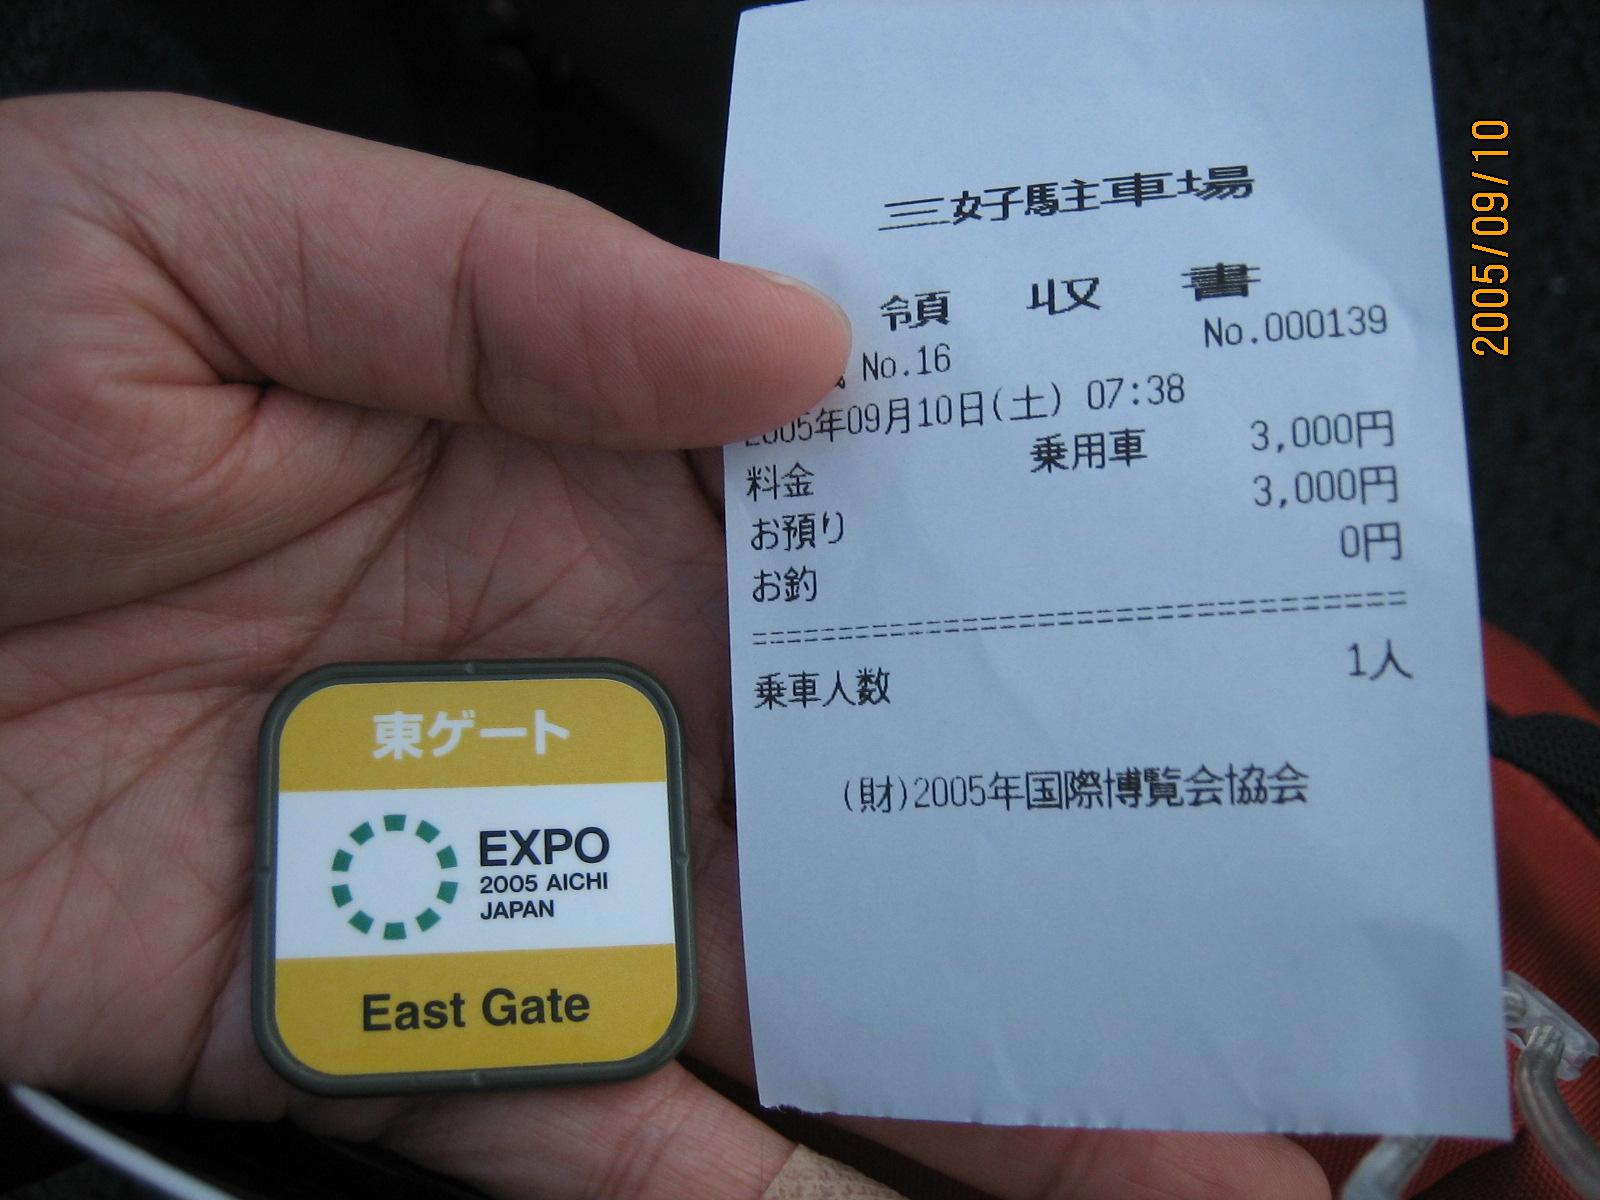 三好駐車場
領 収 書
No.000139
No.16
2005年09月10日(土) 07:38
料金 乗用車 3,000円
お預り 3,000円
お釣 0円
乗車人数 1人
(財)2005年国際博覧会協会
東ゲート
EXPO
2005 AICHI
JAPAN
East Gate
2005/09/10